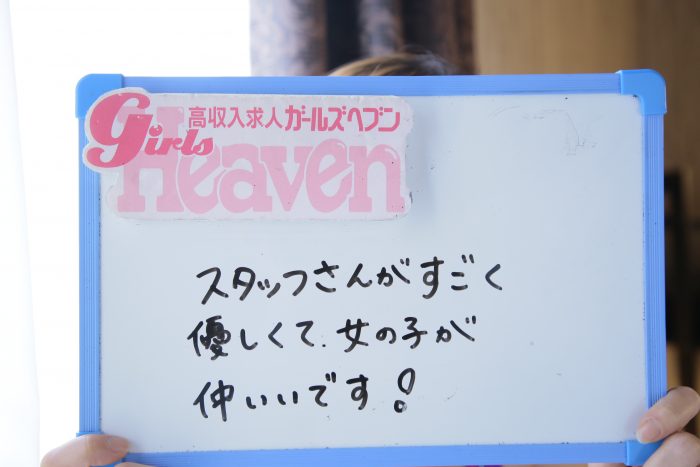 高収入求人ガールズヘブン
Girls
Heaven
スタッフさんがすごく
優しくて、女の子が
仲いいです!